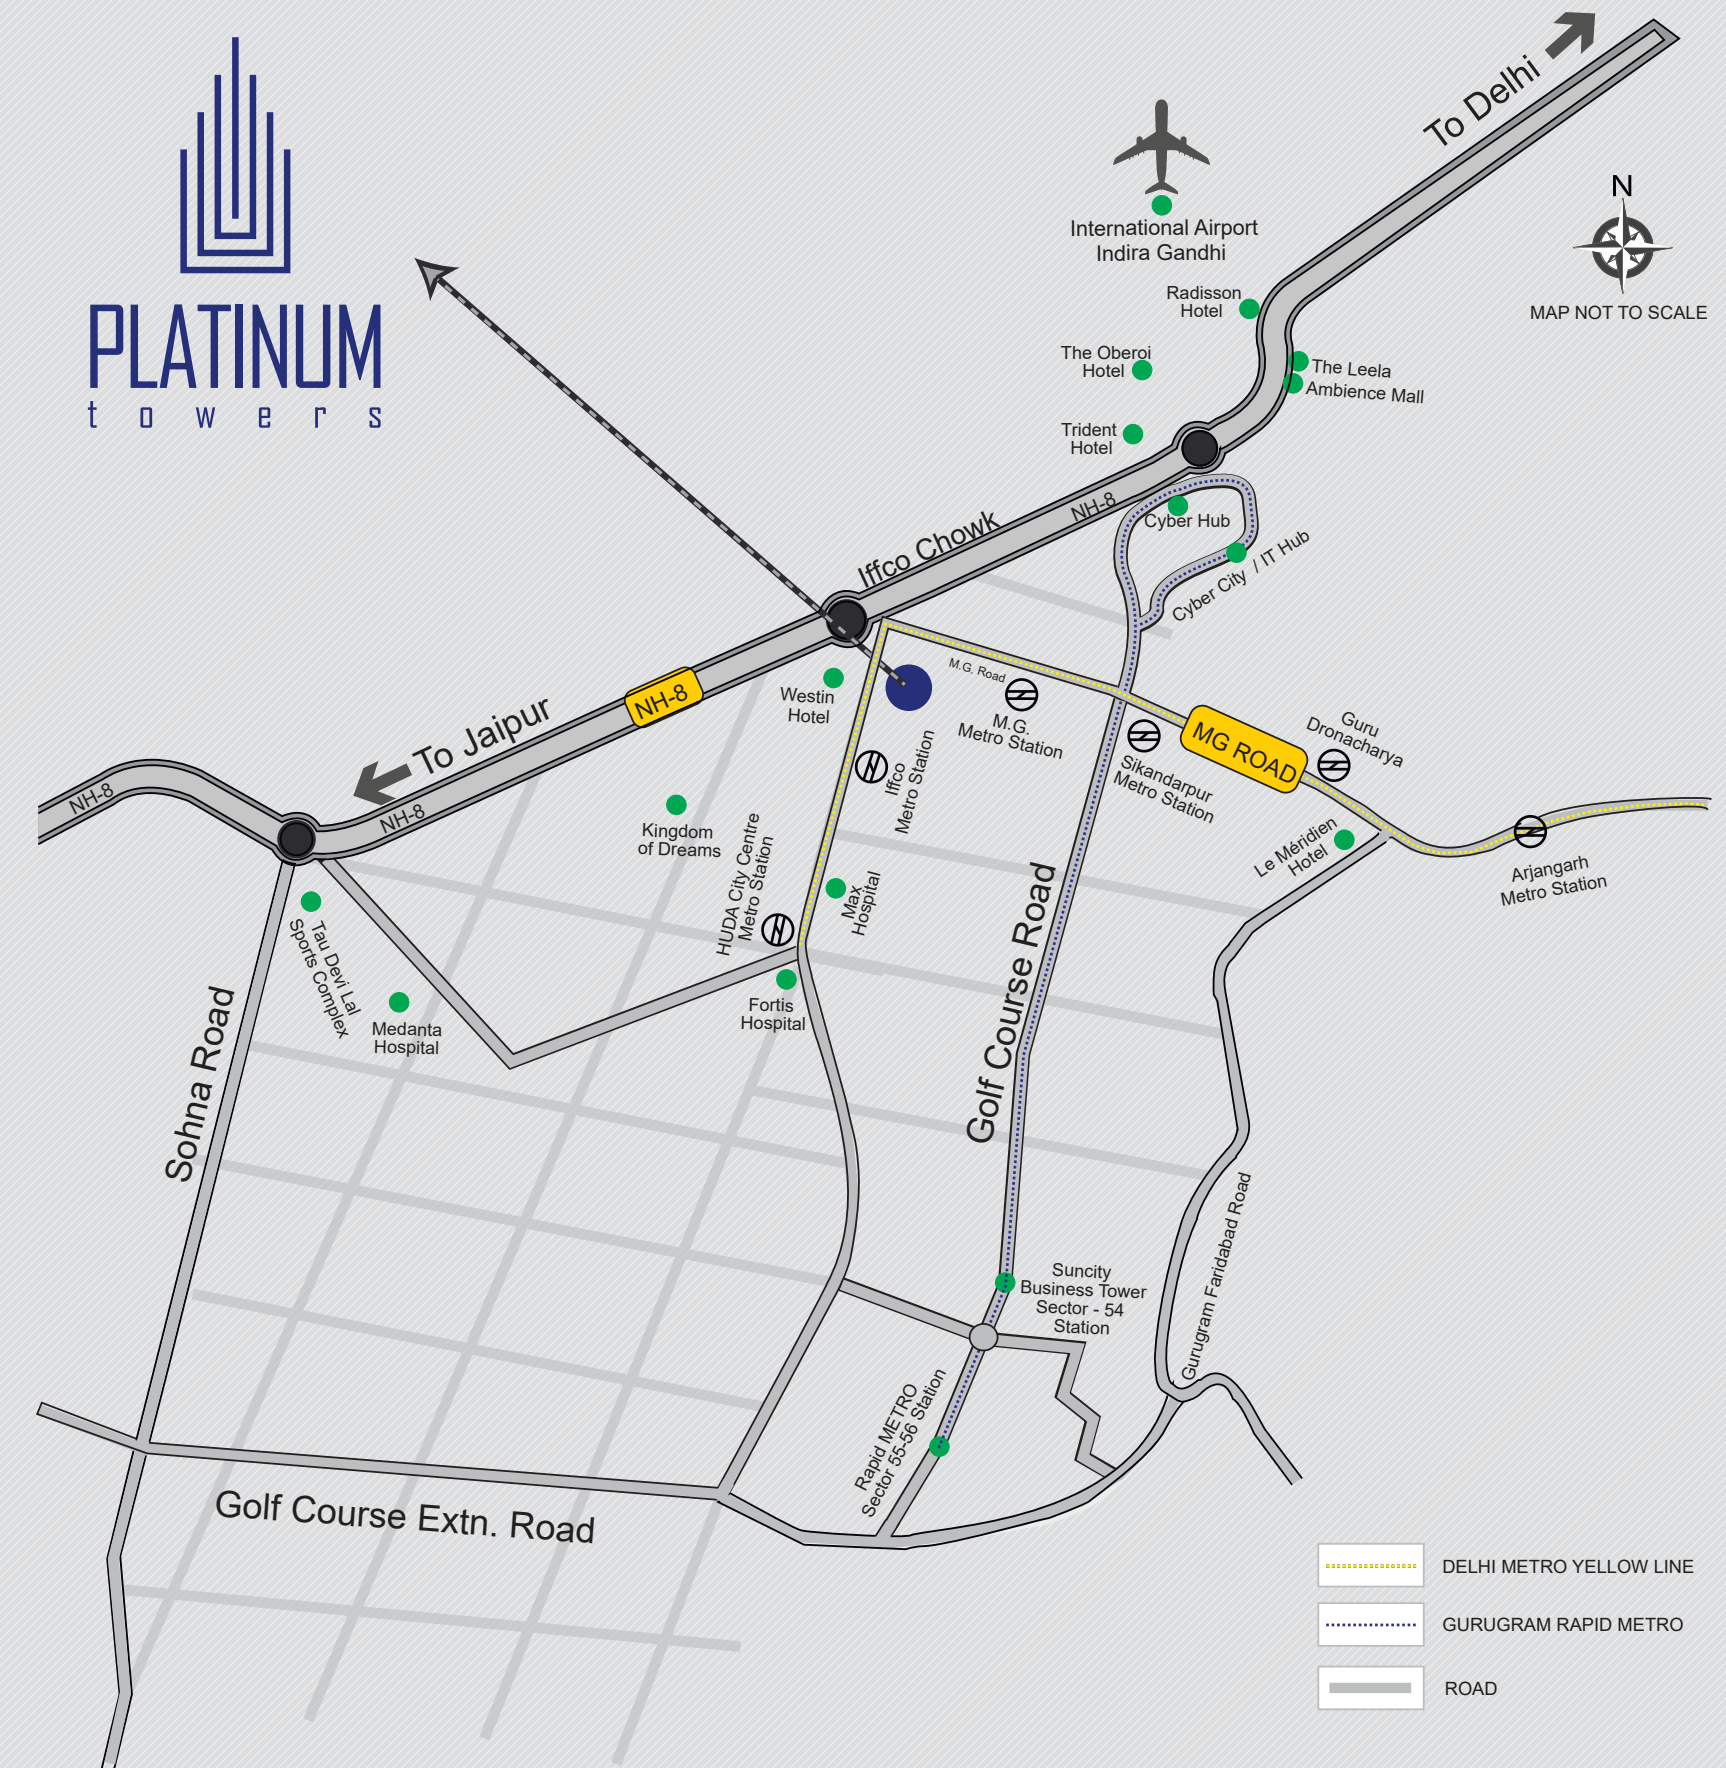 PLATINUM
towers
To Delhi
N
MAP NOT TO SCALE
International Airport
Indira Gandhi
Radisson
Hotel
The Oberoi
Hotel
The Leela
Ambience Mall
Trident
Hotel
NH-8
Cyber Hub
Cyber City / IT Hub
Iffco Chowk
M.G. Road
M.G.
Metro Station
Westin
Hotel
NH-8
To Jaipur
NH-8
NH-8
Iffco
Metro Station
Sikandarpur
Metro Station
MG ROAD
Guru
Dronacharya
Le Méridien
Hotel
Arjangarh
Metro Station
Kingdom
of Dreams
HUDA City Centre
Metro Station
Max
Hospital
Fortis
Hospital
Tau Devi Lal
Sports Complex
Medanta
Hospital
Sohna Road
Golf Course Road
Gurugram Faridabad Road
Suncity
Business Tower
Sector - 54
Station
Rapid METRO
Sector 55-56 Station
Golf Course Extn. Road
DELHI METRO YELLOW LINE
GURUGRAM RAPID METRO
ROAD